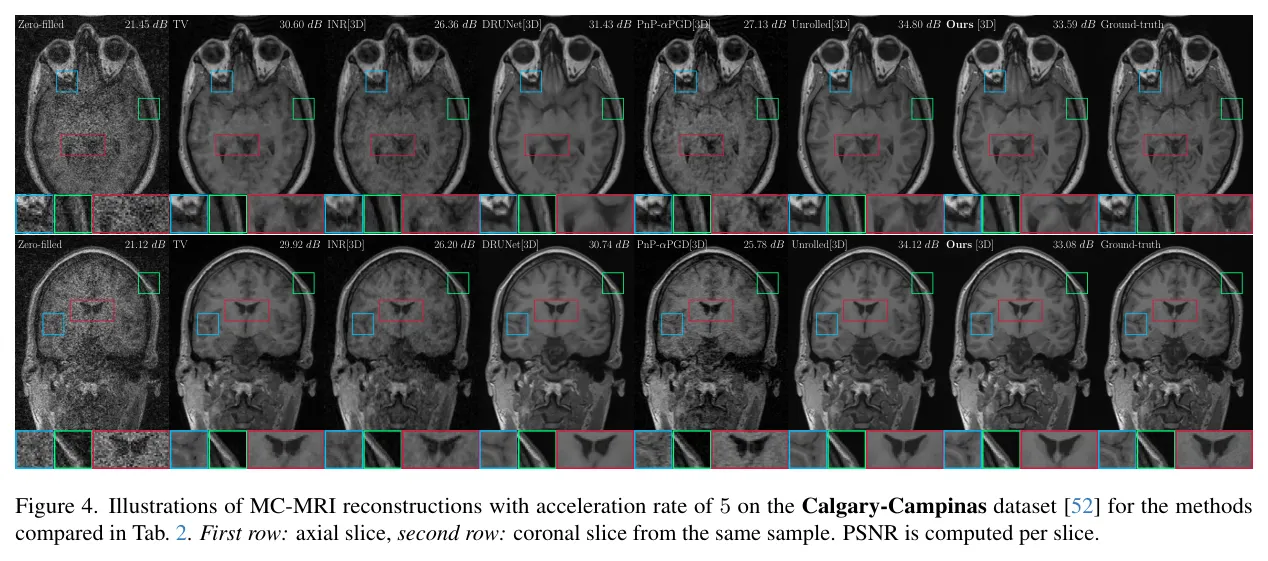 Zero-filled 21.45 dB TV 30.60 dB INR[3D] 26.36 dB DRUNet[3D] 31.43 dB PnP-αPGD[3D] 27.13 dB Unrolled[3D] 34.80 dB Ours [3D] 33.59 dB Ground-truth
Zero-filled 21.12 dB TV 29.92 dB INR[3D] 26.20 dB DRUNet[3D] 30.74 dB PnP-αPGD[3D] 25.78 dB Unrolled[3D] 34.12 dB Ours [3D] 33.08 dB Ground-truth
Figure 4. Illustrations of MC-MRI reconstructions with acceleration rate of 5 on the Calgary-Campinas dataset [52] for the methods
compared in Tab. 2. First row: axial slice, second row: coronal slice from the same sample. PSNR is computed per slice.